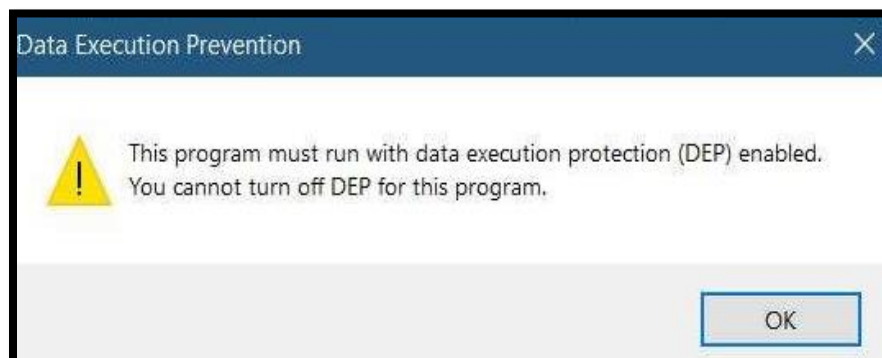 Data Execution Prevention
This program must run with data execution protection (DEP) enabled.
You cannot turn off DEP for this program.
OK